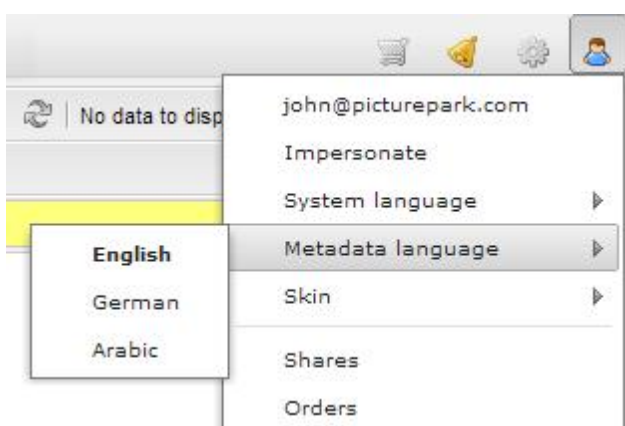 No data to disp
john@picturepark.com
Impersonate
System language
Metadata language
English
German
Arabic
Skin
Shares
Orders